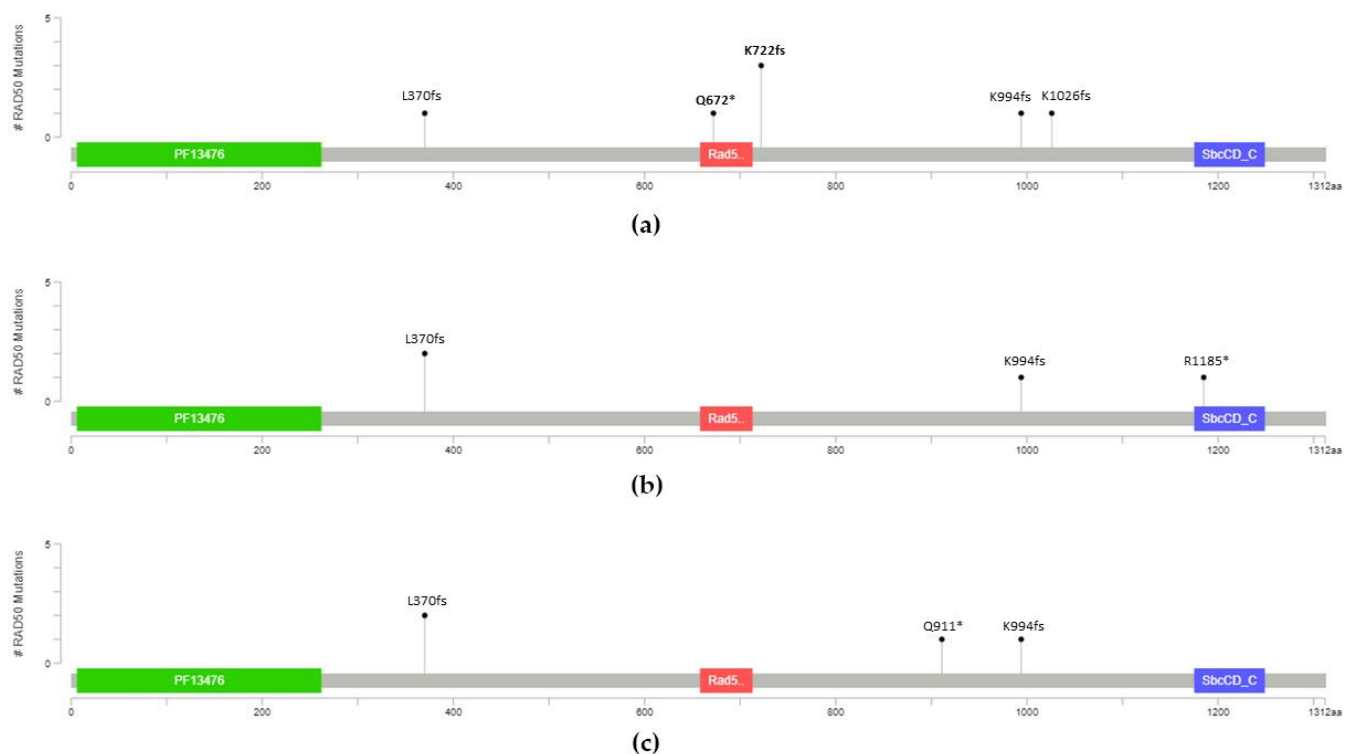 # RAD50 Mutations
5
0
L370fs
Q672*
K722fs
K994fs
K1026fs
PF13476
Rad5..
SbcCD_C
0 200 400 600 800 1000 1200 1312aa
(a)
# RAD50 Mutations
5
0
L370fs
K994fs
R1185*
PF13476
Rad5..
SbcCD_C
0 200 400 600 800 1000 1200 1312aa
(b)
# RAD50 Mutations
5
0
L370fs
Q911*
K994fs
PF13476
Rad5..
SbcCD_C
0 200 400 600 800 1000 1200 1312aa
(c)